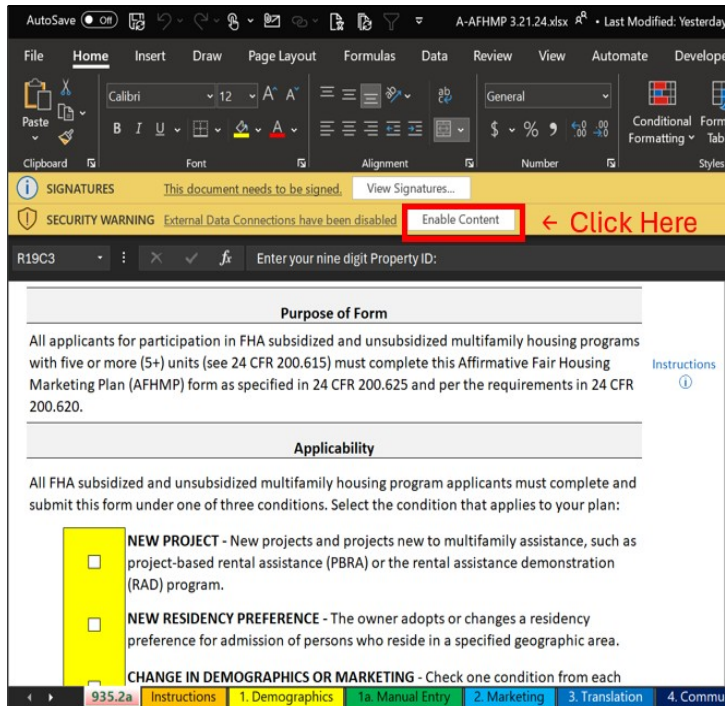 AutoSave Off A-AFHMP 3.21.24.xlsx • Last Modified: Yesterday
File Home Insert Draw Page Layout Formulas Data Review View Automate Develope
Paste Calibri 12 A^ A˅ ab General Conditional Form
B I U A $ % 9 Formatting Tab
Clipboard Font Alignment Number Styles
SIGNATURES This document needs to be signed. View Signatures...
SECURITY WARNING External Data Connections have been disabled Enable Content ← Click Here
R19C3 fx Enter your nine digit Property ID:
Purpose of Form
All applicants for participation in FHA subsidized and unsubsidized multifamily housing programs
with five or more (5+) units (see 24 CFR 200.615) must complete this Affirmative Fair Housing
Marketing Plan (AFHMP) form as specified in 24 CFR 200.625 and per the requirements in 24 CFR
200.620.
Instructions
Applicability
All FHA subsidized and unsubsidized multifamily housing program applicants must complete and
submit this form under one of three conditions. Select the condition that applies to your plan:
NEW PROJECT - New projects and projects new to multifamily assistance, such as
project-based rental assistance (PBRA) or the rental assistance demonstration
(RAD) program.
NEW RESIDENCY PREFERENCE - The owner adopts or changes a residency
preference for admission of persons who reside in a specified geographic area.
CHANGE IN DEMOGRAPHICS OR MARKETING - Check one condition from each
935.2a Instructions 1. Demographics 1a. Manual Entry 2. Marketing 3. Translation 4. Commu